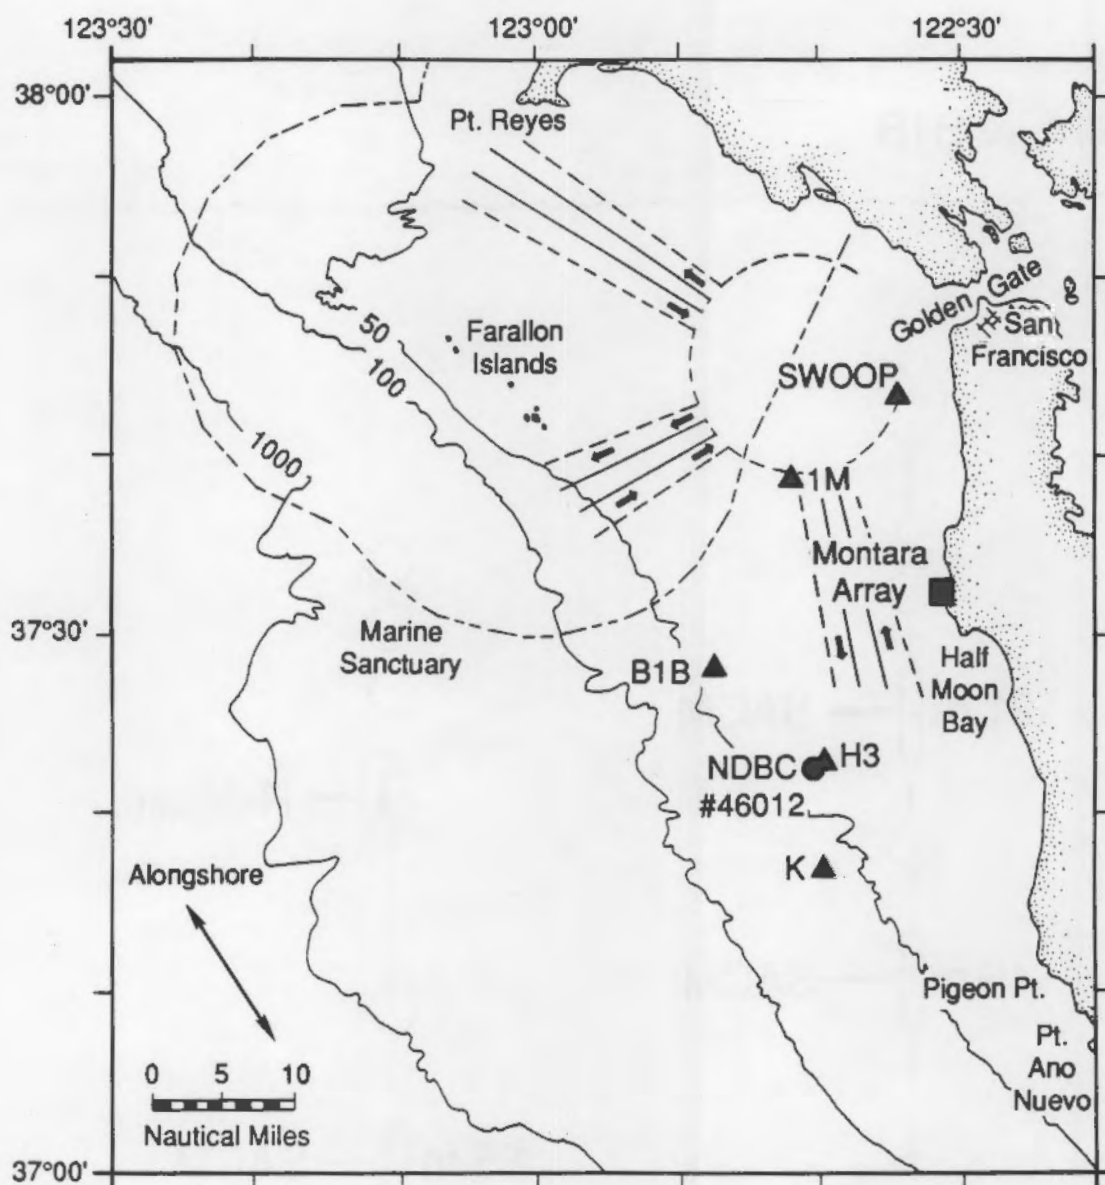 123°30'
123°00'
122°30'
38°00'
Pt. Reyes
Golden Gate
San
Francisco
50
100
1000
Farallon
Islands
SWOOP
1M
Montara
Array
37°30'
Marine
Sanctuary
B1B
Half
Moon
Bay
H3
NDBC
#46012
K
Alongshore
Pigeon Pt.
Pt.
Ano
Nuevo
0 5 10
Nautical Miles
37°00'